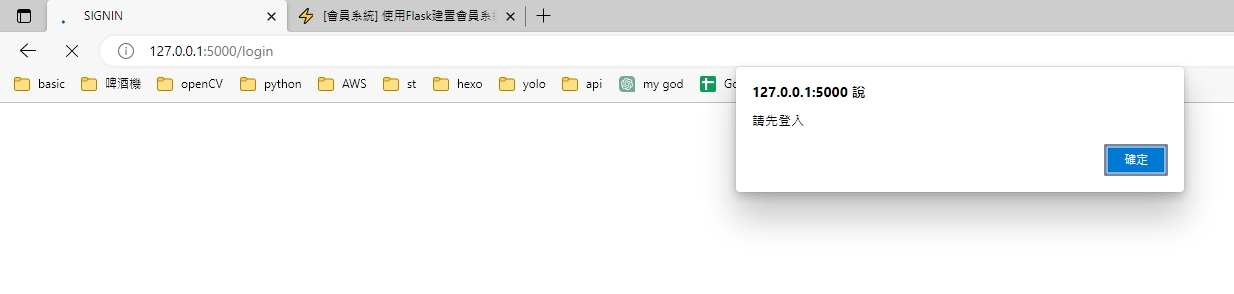 SIGNIN
[會員系統] 使用Flask建置會員系統
127.0.0.1:5000/login
basic
啤酒機
openCV
python
AWS
st
hexo
yolo
api
my god
127.0.0.1:5000 說
請先登入
確定